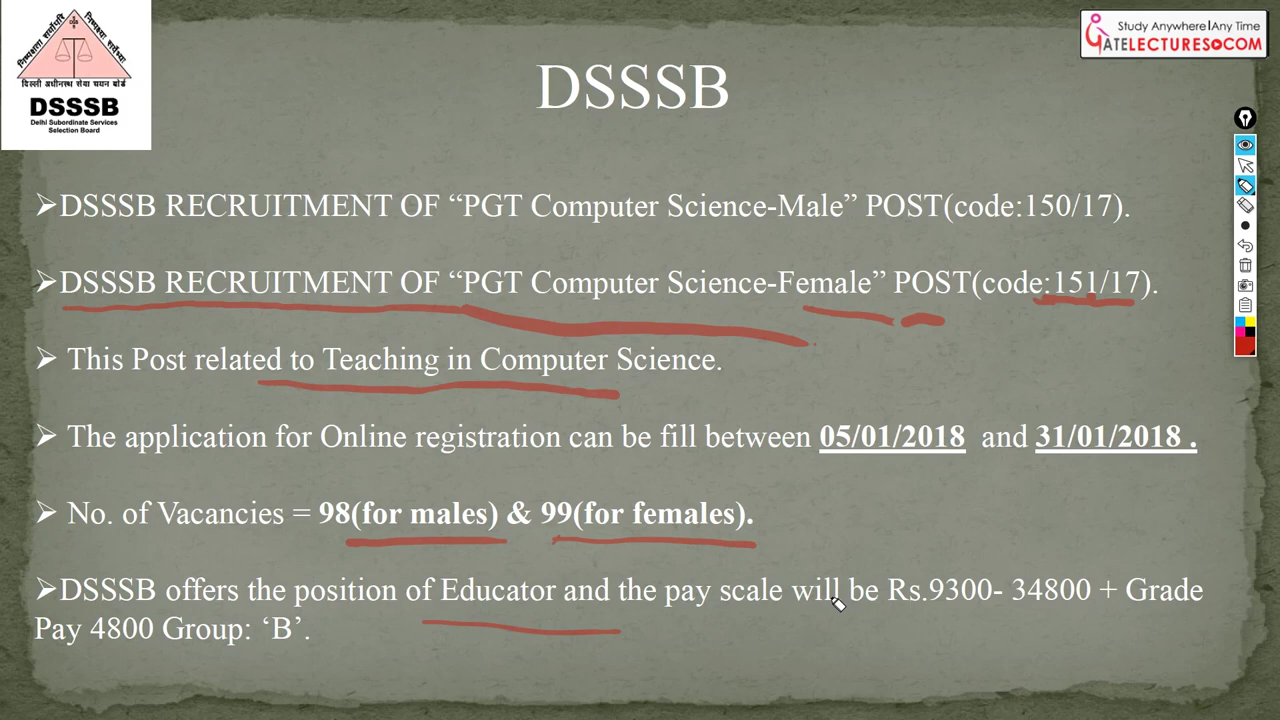 निष्पक्षता सर्वोपरि
दिल्ली अधीनस्थ सेवा चयन बोर्ड
DSSSB
Delhi Subordinate Services
Selection Board
Study Anywhere|Any Time
GATELECTURES.COM
DSSSB
➢DSSSB RECRUITMENT OF “PGT Computer Science-Male” POST(code:150/17).
➢DSSSB RECRUITMENT OF “PGT Computer Science-Female” POST(code:151/17).
➢ This Post related to Teaching in Computer Science.
➢ The application for Online registration can be fill between 05/01/2018 and 31/01/2018 .
➢ No. of Vacancies = 98(for males) & 99(for females).
➢DSSSB offers the position of Educator and the pay scale will be Rs.9300- 34800 + Grade
Pay 4800 Group: ‘B’.